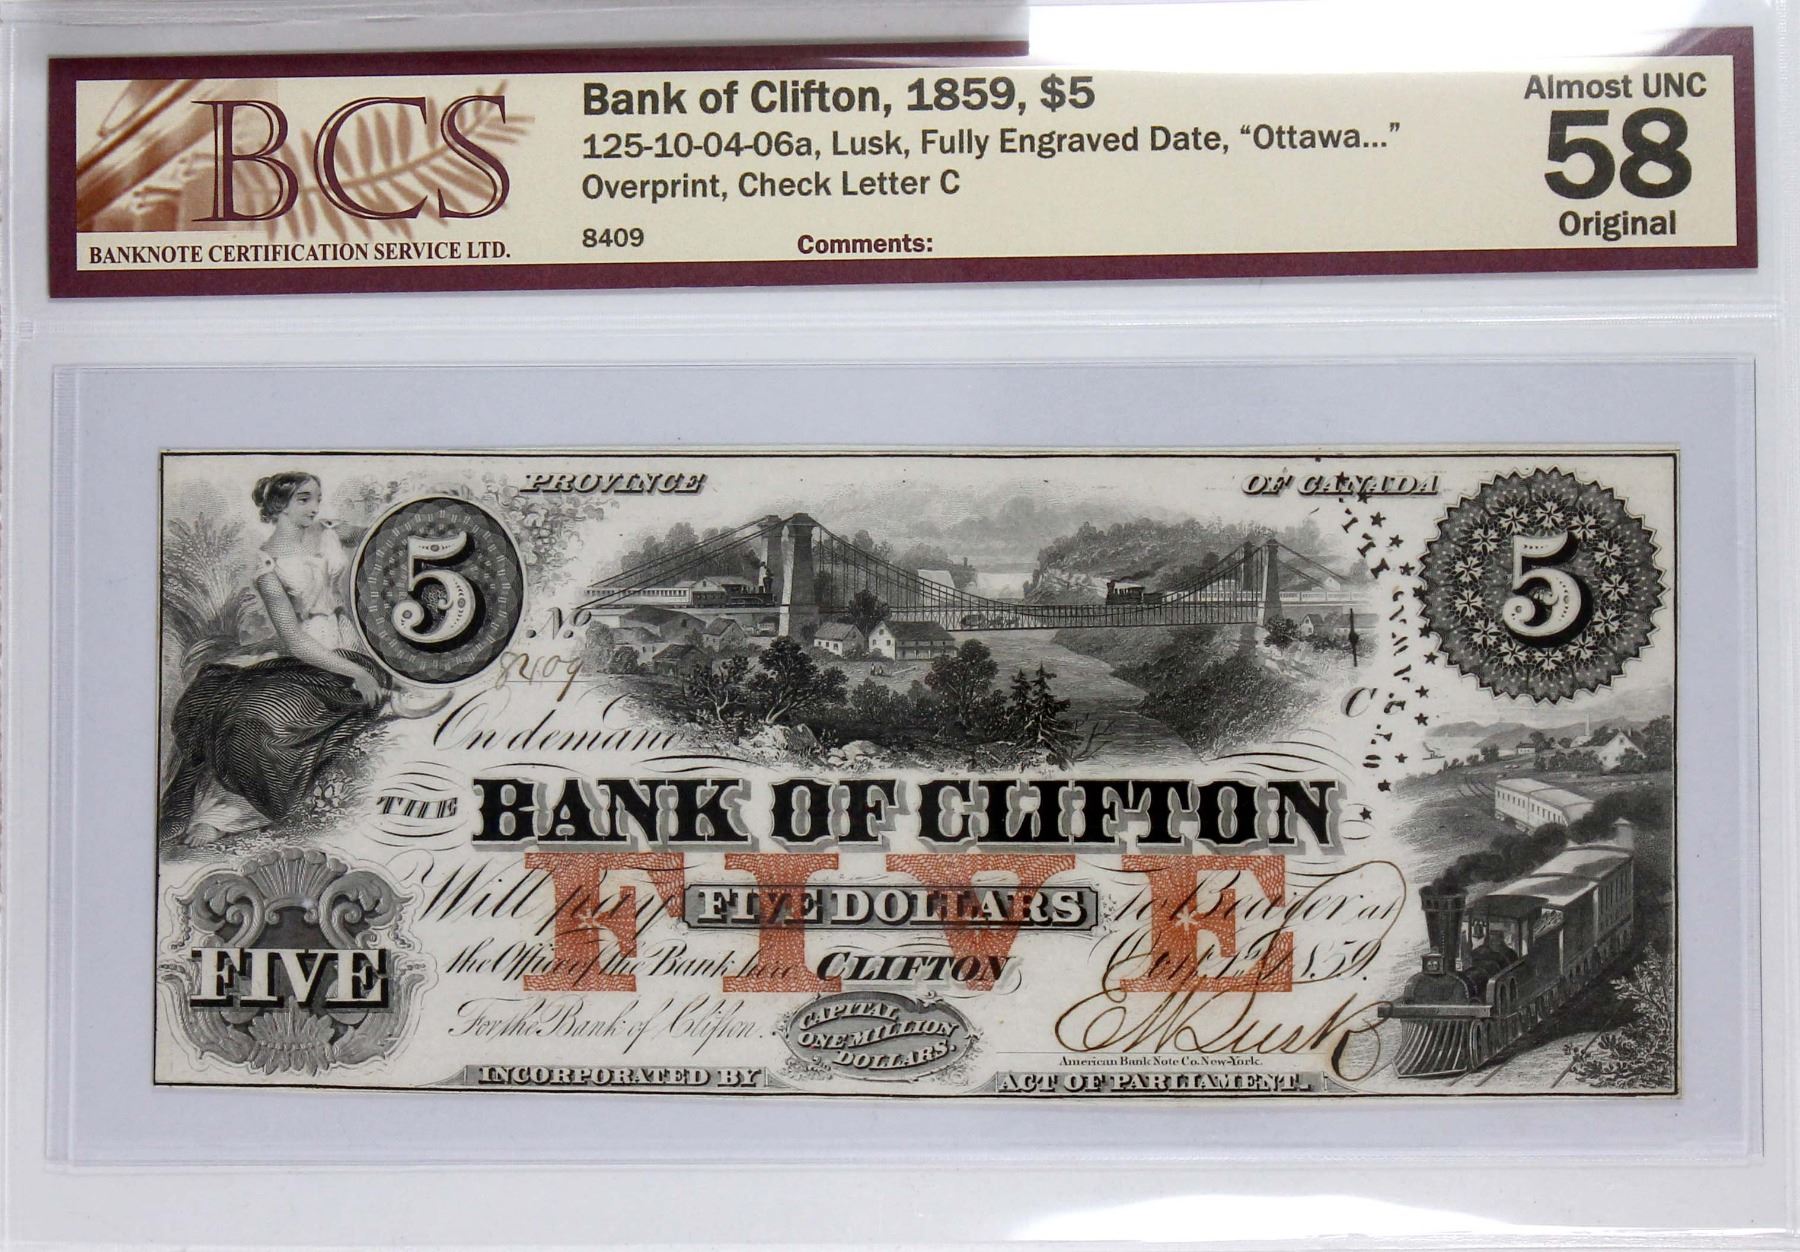 BCS
BANKNOTE CERTIFICATION SERVICE LTD.
Bank of Clifton, 1859, $5
125-10-04-06a, Lusk, Fully Engraved Date, “Ottawa...”
Overprint, Check Letter C
8409
Comments:
Almost UNC
58
Original
PROVINCE OF CANADA
5
5
No
8409
C
On demand
THE BANK OF CLIFTON
FIVE
Will pay FIVE DOLLARS to Bearer at
the Office of the Bank here CLIFTON 1859.
FIVE
For the Bank of Clifton.
CAPITAL
ONE MILLION
DOLLARS.
EWLusk
American Bank Note Co. New-York.
INCORPORATED BY ACT OF PARLIAMENT.